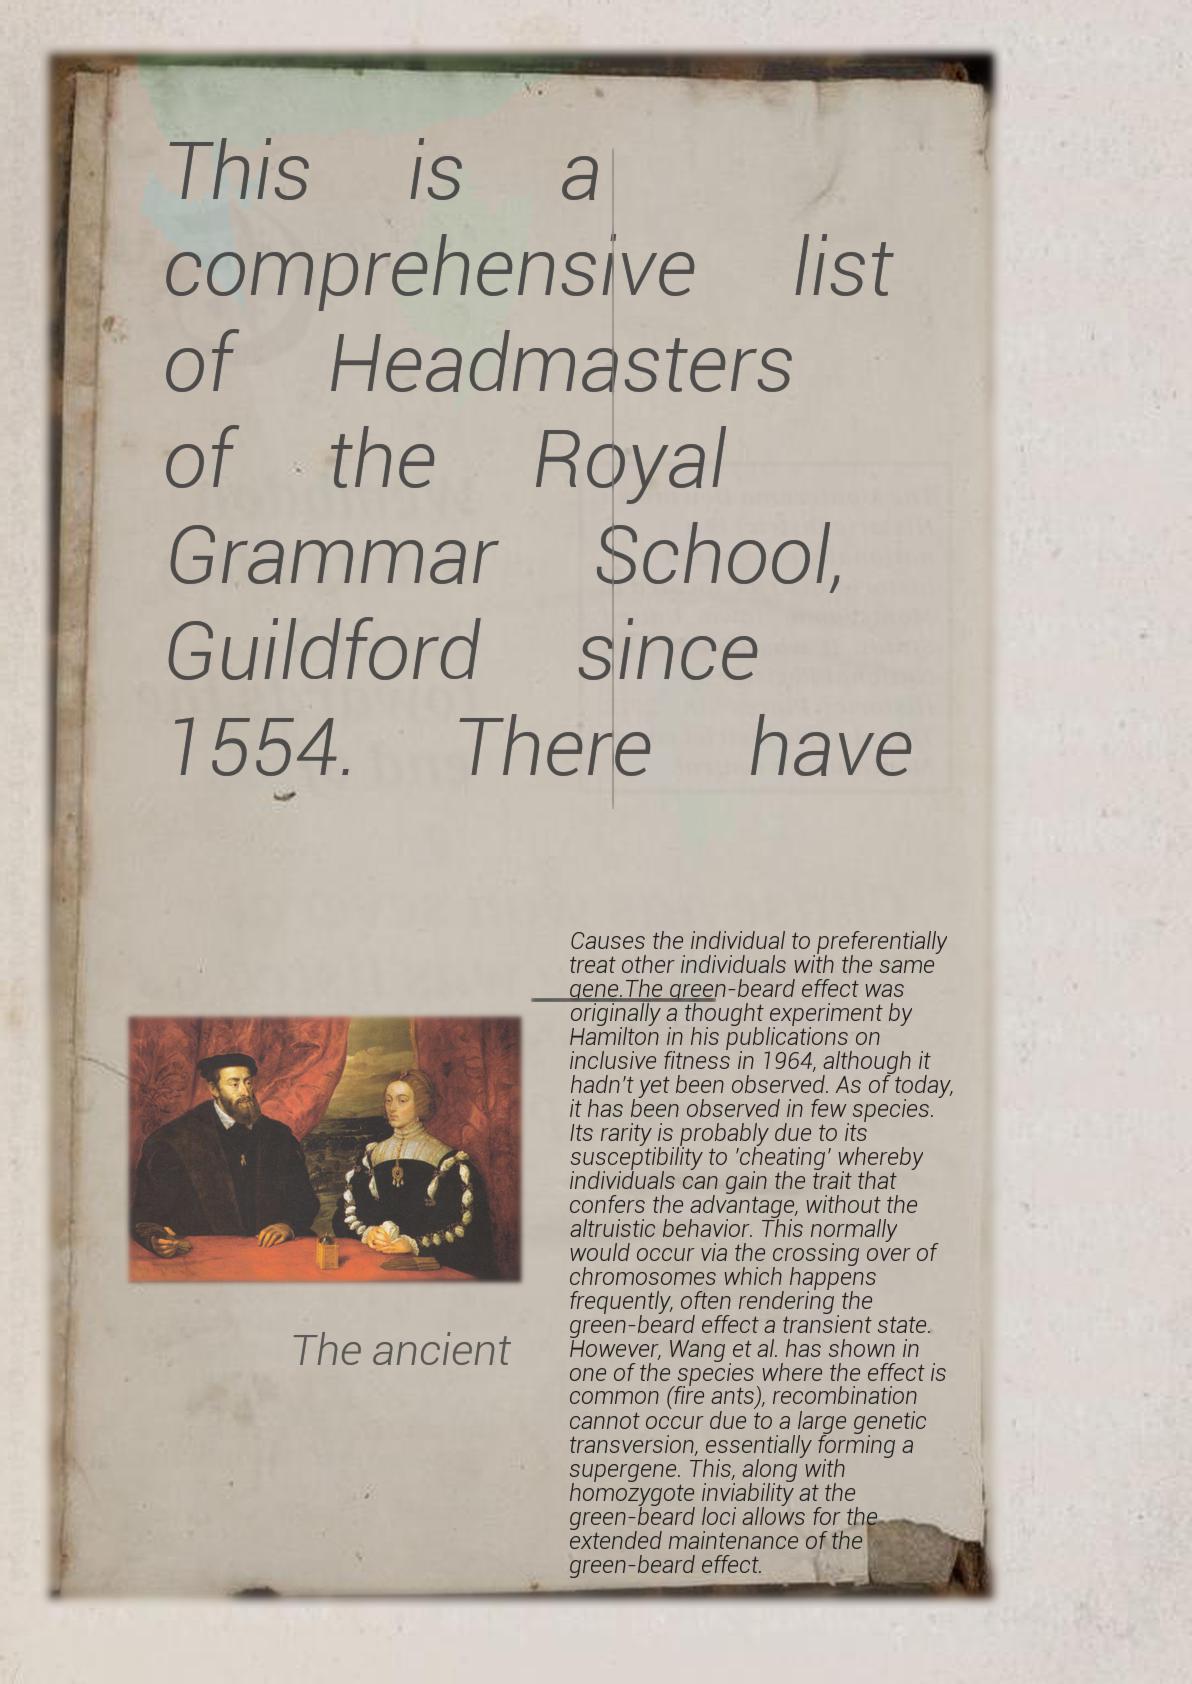 This is a
comprehensive list
of Headmasters
of the Royal
Grammar School,
Guildford since
1554. There have
The ancient
Causes the individual to preferentially
treat other individuals with the same
gene.The green-beard effect was
originally a thought experiment by
Hamilton in his publications on
inclusive fitness in 1964, although it
hadn't yet been observed. As of today,
it has been observed in few species.
Its rarity is probably due to its
susceptibility to 'cheating' whereby
individuals can gain the trait that
confers the advantage, without the
altruistic behavior. This normally
would occur via the crossing over of
chromosomes which happens
frequently, often rendering the
green-beard effect a transient state.
However, Wang et al. has shown in
one of the species where the effect is
common (fire ants), recombination
cannot occur due to a large genetic
transversion, essentially forming a
supergene. This, along with
homozygote inviability at the
green-beard loci allows for the
extended maintenance of the
green-beard effect.